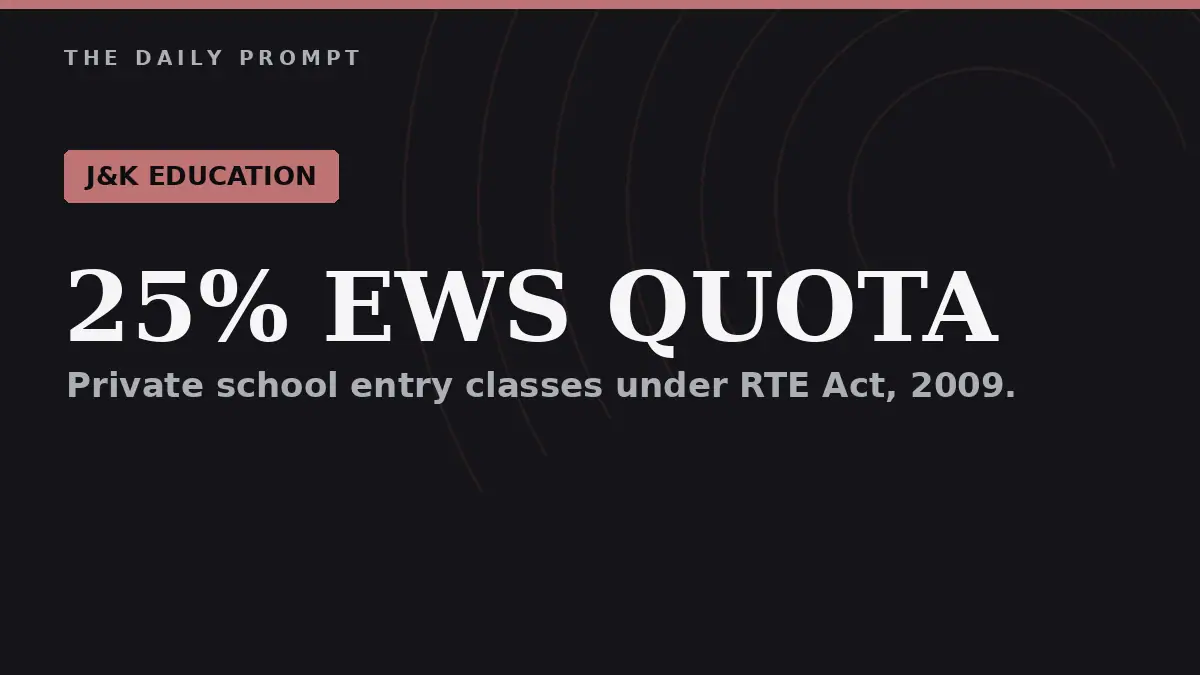 THE DAILY PROMPT
J&K EDUCATION
25% EWS QUOTA
Private school entry classes under RTE Act, 2009.